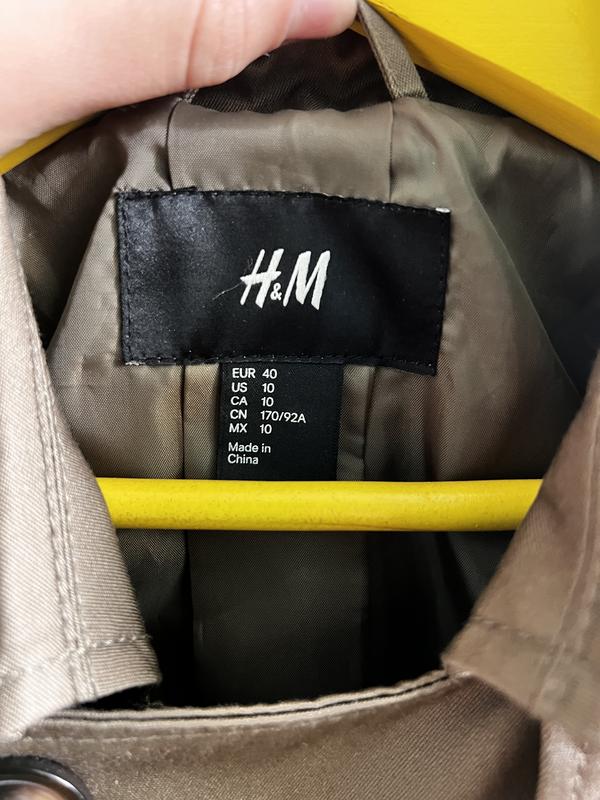 H&M
EUR 40
US 10
CA 10
CN 170/92A
MX 10
Made in
China